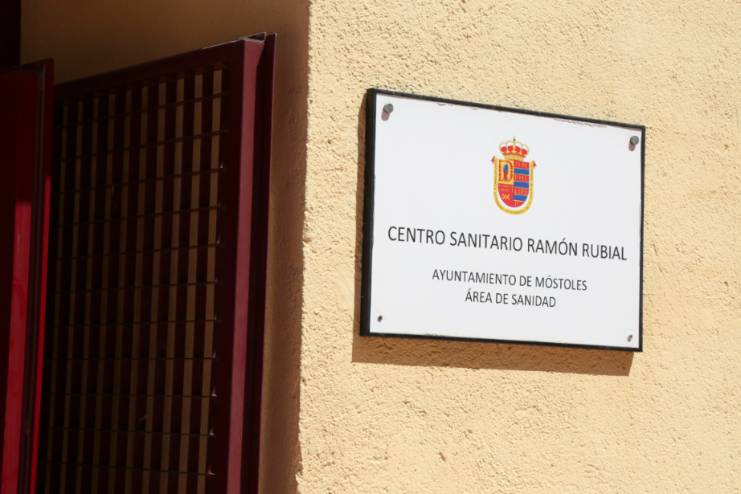 CENTRO SANITARIO RAMÓN RUBIAL
AYUNTAMIENTO DE MÓSTOLES
ÁREA DE SANIDAD